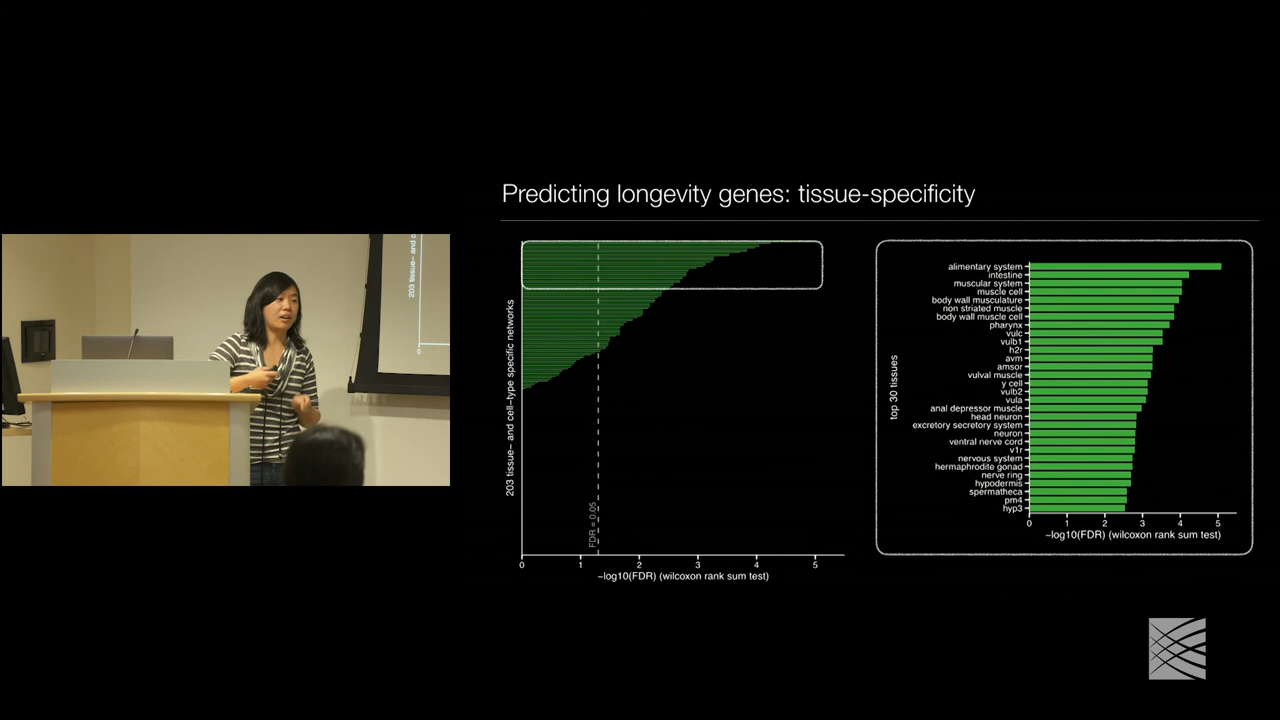 Predicting longevity genes: tissue-specificity
203 tissue- and cell-type specific networks
FDR = 0.05
0 1 2 3 4 5
-log10(FDR) (wilcoxon rank sum test)
top 30 tissues
alimentary system
intestine
muscular system
muscle cell
body wall musculature
non striated muscle
body wall muscle cell
pharynx
vulc
vulb1
h2r
avm
amsor
vulval muscle
y cell
vulb2
vula
anal depressor muscle
head neuron
excretory secretory system
neuron
ventral nerve cord
v1r
nervous system
hermaphrodite gonad
nerve ring
hypodermis
spermatheca
pm4
hyp3
0 1 2 3 4 5
-log10(FDR) (wilcoxon rank sum test)
203 tissue- and c
0